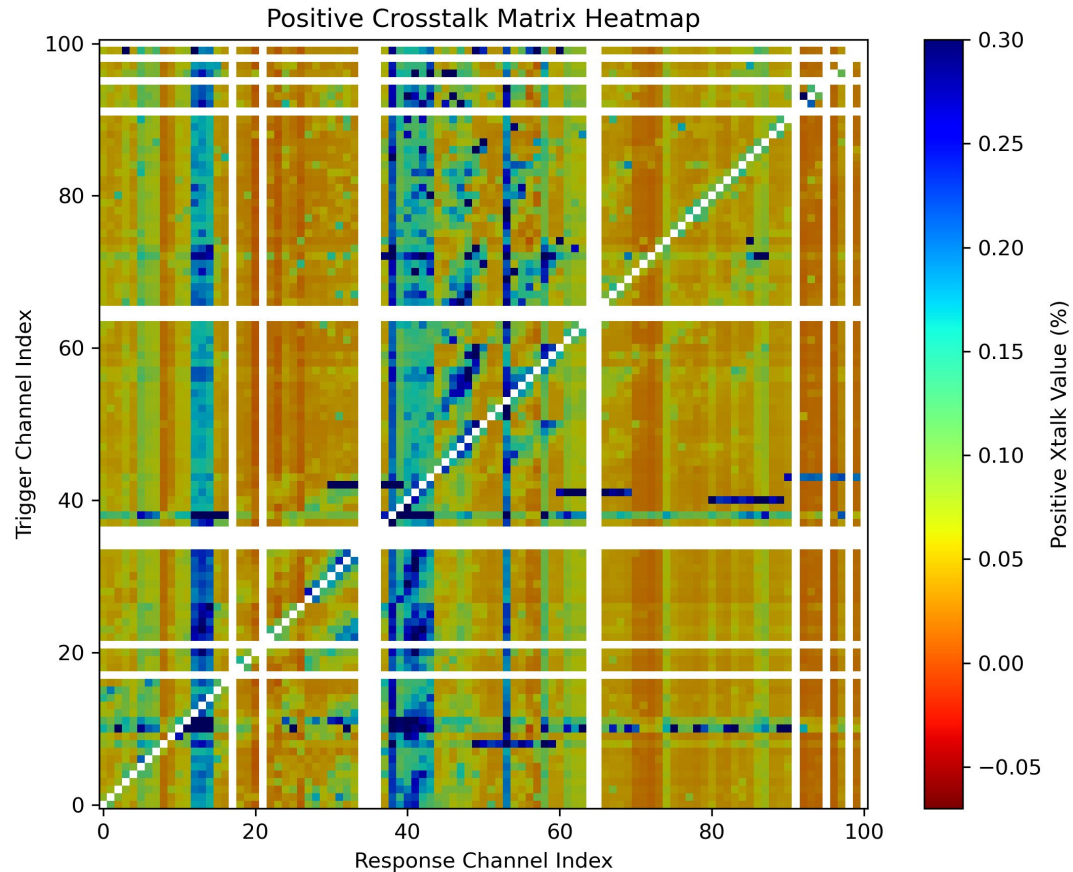 Positive Crosstalk Matrix Heatmap
100
80
60
40
20
0
Trigger Channel Index
0 20 40 60 80 100
Response Channel Index
0.30
0.25
0.20
0.15
0.10
0.05
0.00
−0.05
Positive Xtalk Value (%)